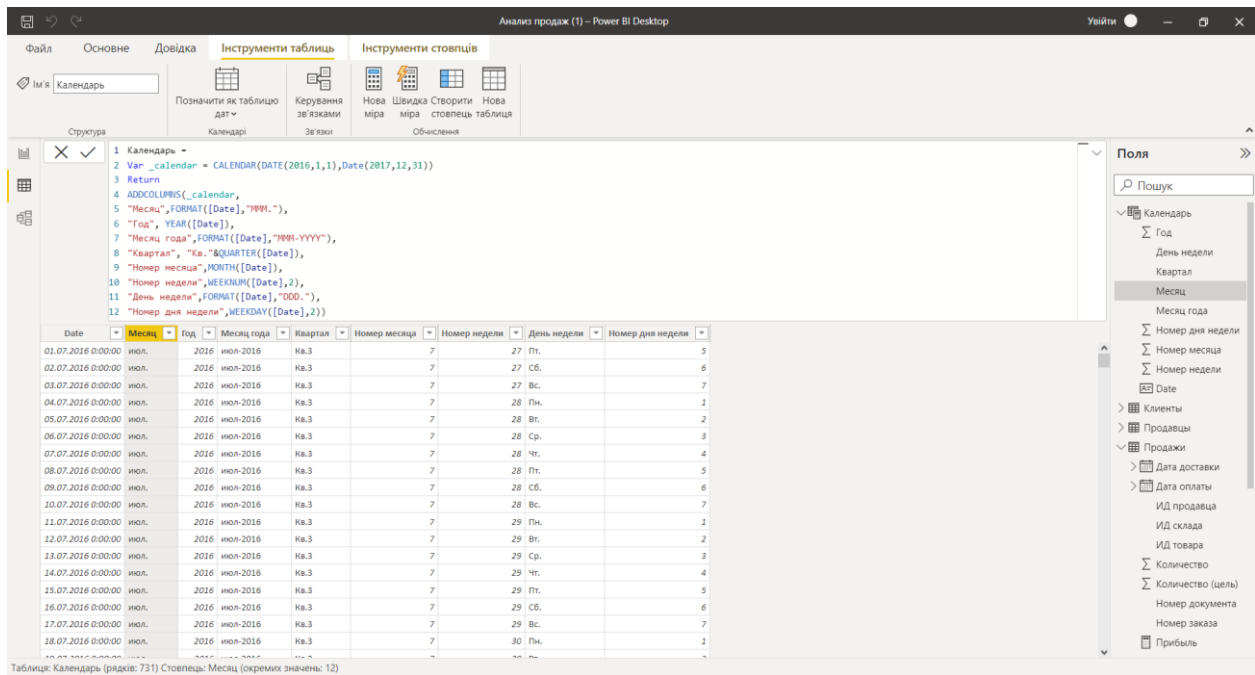 Анализ продаж (1) – Power BI Desktop
Увійти
Файл Основне Довідка Інструменти таблиць Інструменти стовпців
Ім'я Календарь
Позначити як таблицю дат
Керування зв'язками
Нова міра
Швидка міра
Створити стовпець
Нова таблиця
Структура Календарі Зв'язки Обчислення
1 Календарь =
2 Var _calendar = CALENDAR(DATE(2016,1,1),Date(2017,12,31))
3 Return
4 ADDCOLUMNS(_calendar,
5 "Месяц",FORMAT([Date],"MMM."),
6 "Год", YEAR([Date]),
7 "Месяц года",FORMAT([Date],"MMM-YYYY"),
8 "Квартал", "Кв."&QUARTER([Date]),
9 "Номер месяца",MONTH([Date]),
10 "Номер недели",WEEKNUM([Date],2),
11 "День недели",FORMAT([Date],"DDD."),
12 "Номер дня недели",WEEKDAY([Date],2))
Date Месяц Год Месяц года Квартал Номер месяца Номер недели День недели Номер дня недели
01.07.2016 0:00:00 июл. 2016 июл-2016 Кв.3 7 27 Пт. 5
02.07.2016 0:00:00 июл. 2016 июл-2016 Кв.3 7 27 Сб. 6
03.07.2016 0:00:00 июл. 2016 июл-2016 Кв.3 7 27 Вс. 7
04.07.2016 0:00:00 июл. 2016 июл-2016 Кв.3 7 28 Пн. 1
05.07.2016 0:00:00 июл. 2016 июл-2016 Кв.3 7 28 Вт. 2
06.07.2016 0:00:00 июл. 2016 июл-2016 Кв.3 7 28 Ср. 3
07.07.2016 0:00:00 июл. 2016 июл-2016 Кв.3 7 28 Чт. 4
08.07.2016 0:00:00 июл. 2016 июл-2016 Кв.3 7 28 Пт. 5
09.07.2016 0:00:00 июл. 2016 июл-2016 Кв.3 7 28 Сб. 6
10.07.2016 0:00:00 июл. 2016 июл-2016 Кв.3 7 28 Вс. 7
11.07.2016 0:00:00 июл. 2016 июл-2016 Кв.3 7 29 Пн. 1
12.07.2016 0:00:00 июл. 2016 июл-2016 Кв.3 7 29 Вт. 2
13.07.2016 0:00:00 июл. 2016 июл-2016 Кв.3 7 29 Ср. 3
14.07.2016 0:00:00 июл. 2016 июл-2016 Кв.3 7 29 Чт. 4
15.07.2016 0:00:00 июл. 2016 июл-2016 Кв.3 7 29 Пт. 5
16.07.2016 0:00:00 июл. 2016 июл-2016 Кв.3 7 29 Сб. 6
17.07.2016 0:00:00 июл. 2016 июл-2016 Кв.3 7 29 Вс. 7
18.07.2016 0:00:00 июл. 2016 июл-2016 Кв.3 7 30 Пн. 1
Поля
Пошук
Календарь
Год
День недели
Квартал
Месяц
Месяц года
Номер дня недели
Номер месяца
Номер недели
Date
Клиенты
Продавцы
Продажи
Дата доставки
Дата оплаты
ИД продавца
ИД склада
ИД товара
Количество
Количество (цель)
Номер документа
Номер заказа
Прибыль
Таблиця: Календарь (рядків: 731) Стовпець: Месяц (окремих значень: 12)